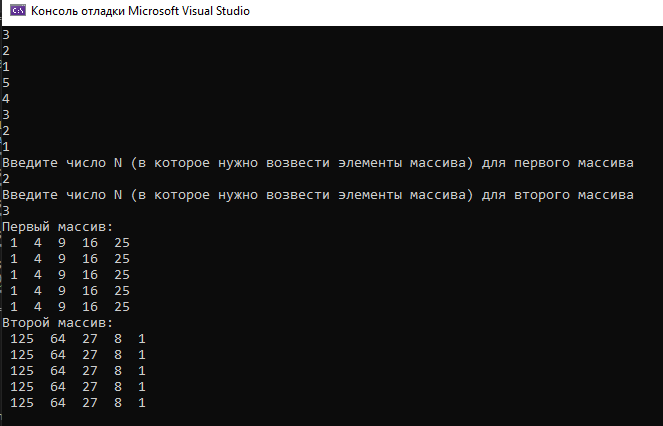 Консоль отладки Microsoft Visual Studio
3
2
1
5
4
3
2
1
Введите число N (в которое нужно возвести элементы массива) для первого массива
2
Введите число N (в которое нужно возвести элементы массива) для второго массива
3
Первый массив:
1 4 9 16 25
1 4 9 16 25
1 4 9 16 25
1 4 9 16 25
1 4 9 16 25
Второй массив:
125 64 27 8 1
125 64 27 8 1
125 64 27 8 1
125 64 27 8 1
125 64 27 8 1